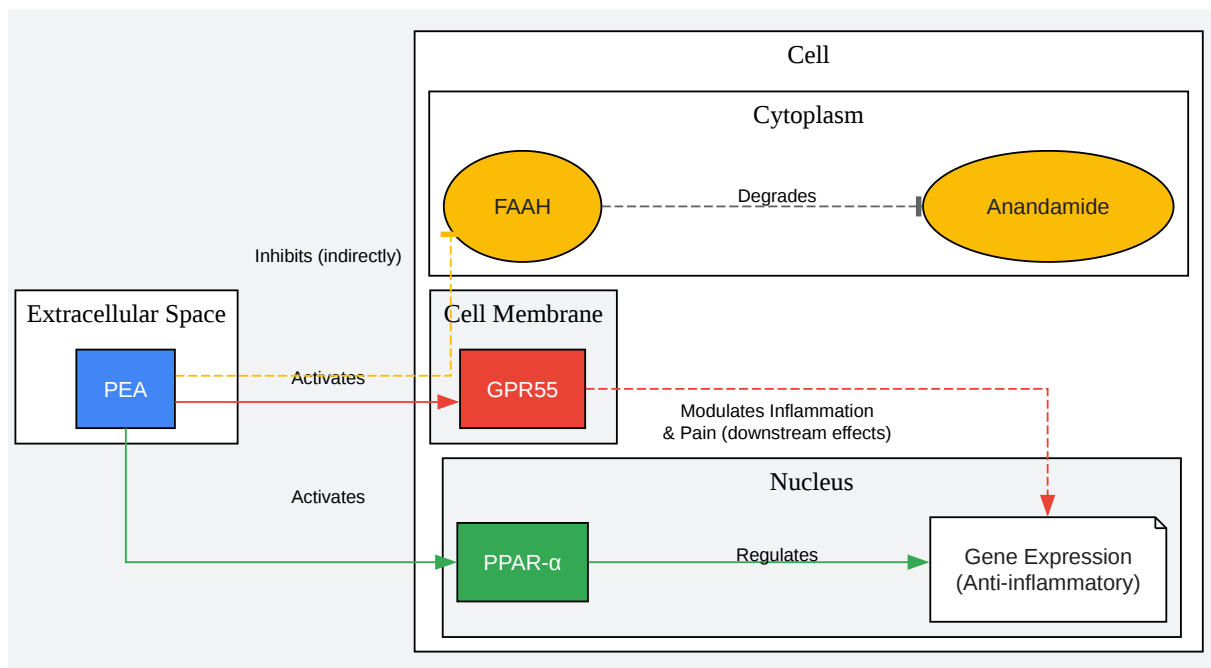 Cell
Cytoplasm
FAAH
Degrades
Anandamide
Inhibits (indirectly)
Extracellular Space
Cell Membrane
PEA
Activates
GPR55
Modulates Inflammation
& Pain (downstream effects)
Nucleus
Activates
PPAR-α
Regulates
Gene Expression
(Anti-inflammatory)